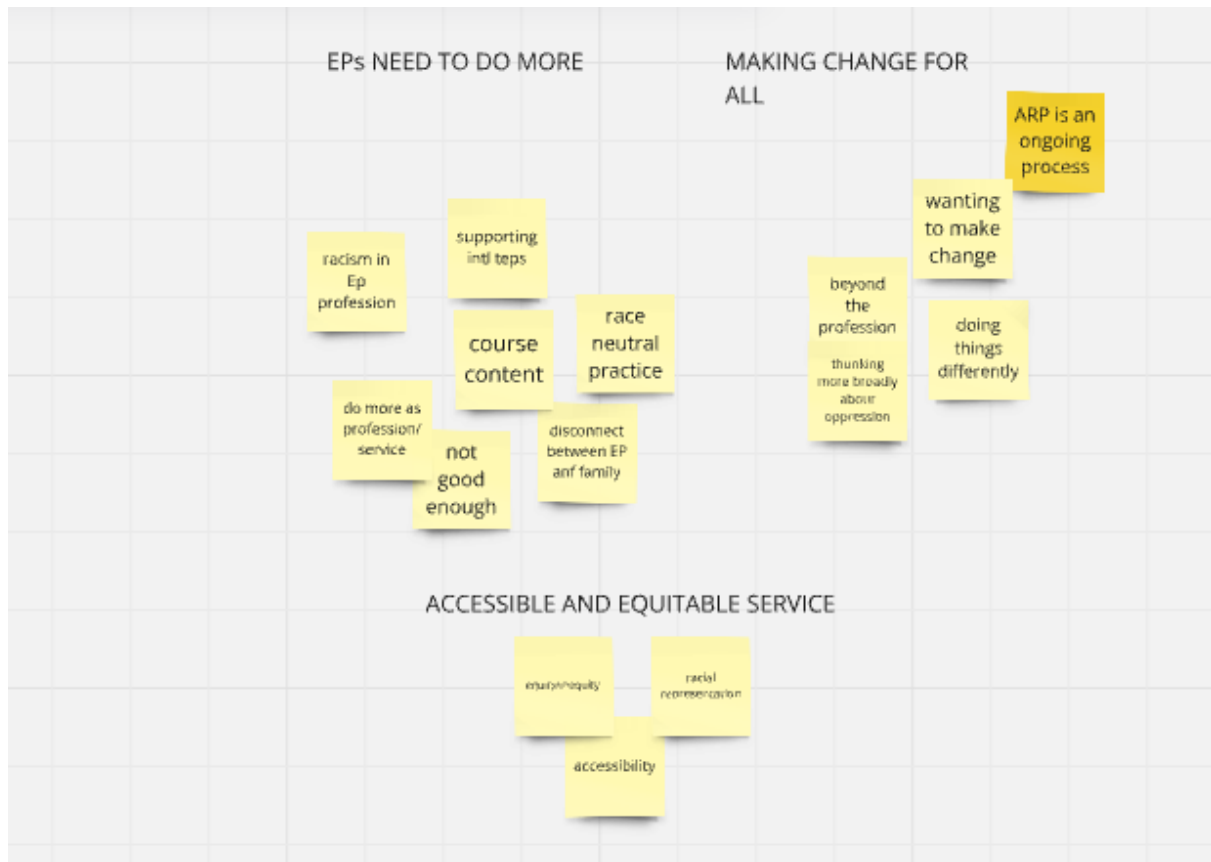 EPs NEED TO DO MORE
MAKING CHANGE FOR
ALL
ARP is an
ongoing
process
wanting
to make
change
supporting
intl teps
racism in
Ep
profession
beyond
the
profession
race
neutral
practice
course
content
doing
things
differently
thunking
more broadly
about
oppression
do more as
profession/
service
disconnect
between EP
anf family
not
good
enough
ACCESSIBLE AND EQUITABLE SERVICE
racial
representation
accessibility